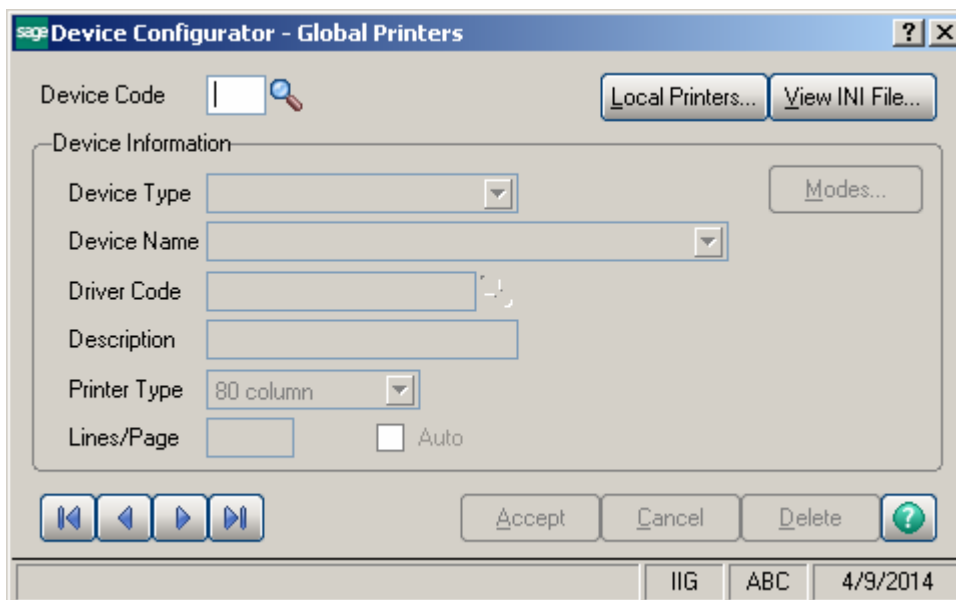 sage Device Configurator - Global Printers ? X
Device Code Local Printers... View INI File...
Device Information
Device Type Modes...
Device Name
Driver Code
Description
Printer Type 80 column
Lines/Page Auto
Accept Cancel Delete ?
IIG ABC 4/9/2014